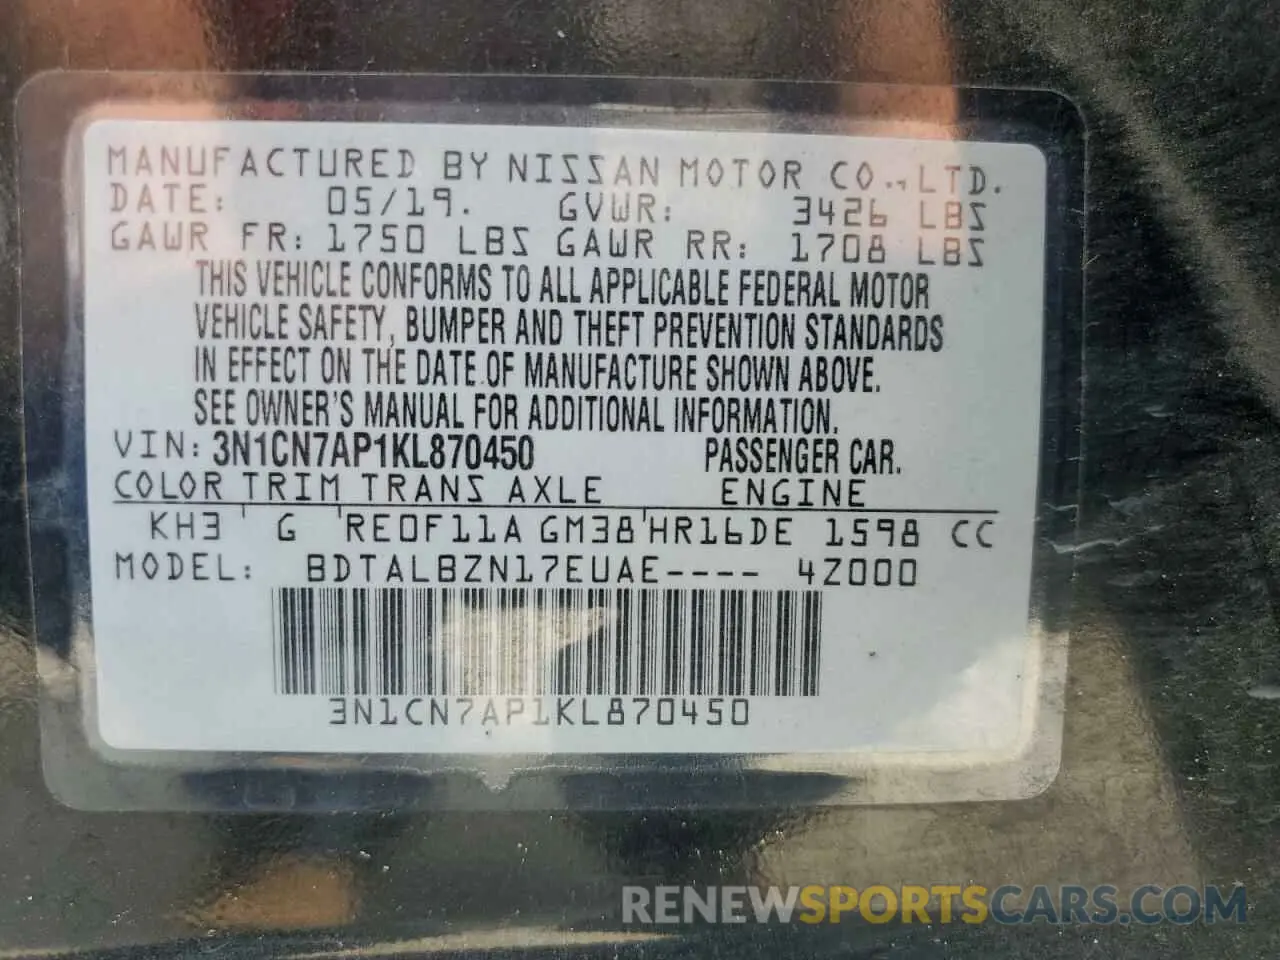 MANUFACTURED BY NISSAN MOTOR CO., LTD.
DATE: 05/19. GVWR: 3426 LBS
GAWR FR: 1750 LBS GAWR RR: 1708 LBS
THIS VEHICLE CONFORMS TO ALL APPLICABLE FEDERAL MOTOR
VEHICLE SAFETY, BUMPER AND THEFT PREVENTION STANDARDS
IN EFFECT ON THE DATE OF MANUFACTURE SHOWN ABOVE.
SEE OWNER'S MANUAL FOR ADDITIONAL INFORMATION.
VIN: 3N1CN7AP1KL870450 PASSENGER CAR.
COLOR TRIM TRANS AXLE ENGINE
KH3 G RE0F11A GM38 HR16DE 1598 CC
MODEL: BDTALBZN17EUAE---- 4Z000
3N1CN7AP1KL870450
RENEWSPORTSCARS.COM